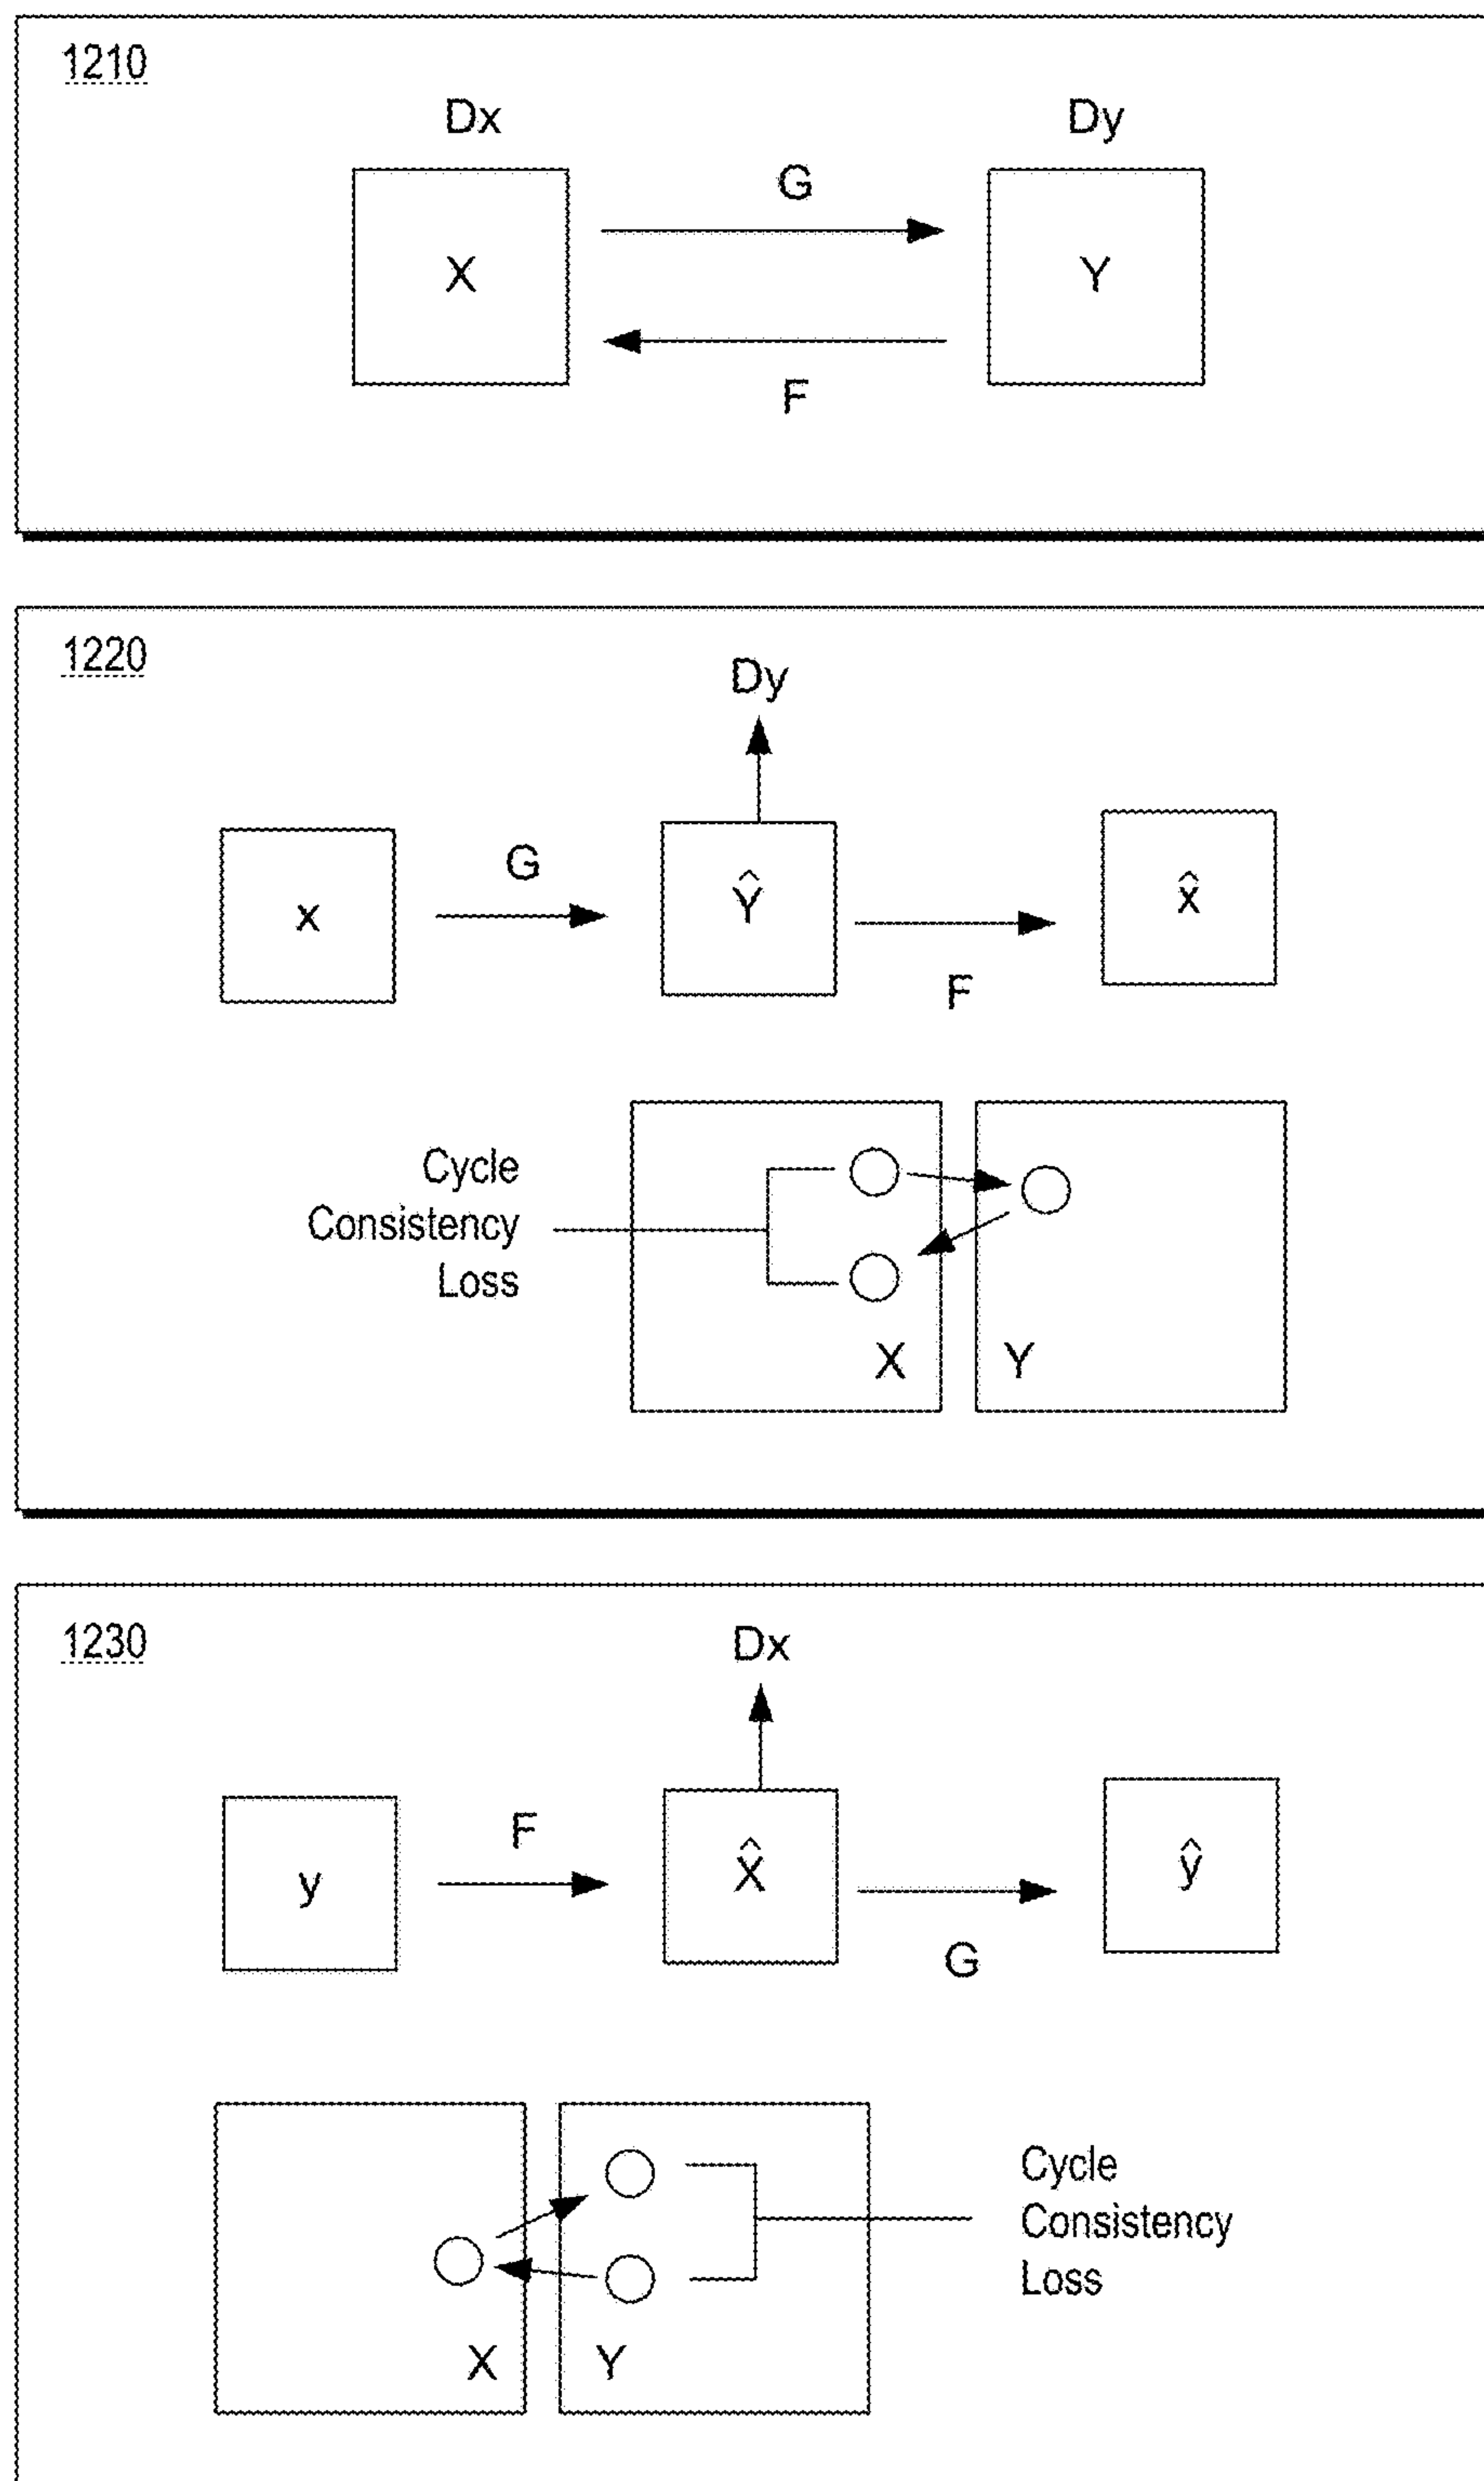 1210
Dx
Dy
G
X
Y
F
1220
Dy
x
G
Ŷ
F
x̂
Cycle
Consistency
Loss
X
Y
1230
Dx
y
F
X̂
G
ŷ
Cycle
Consistency
Loss
X
Y